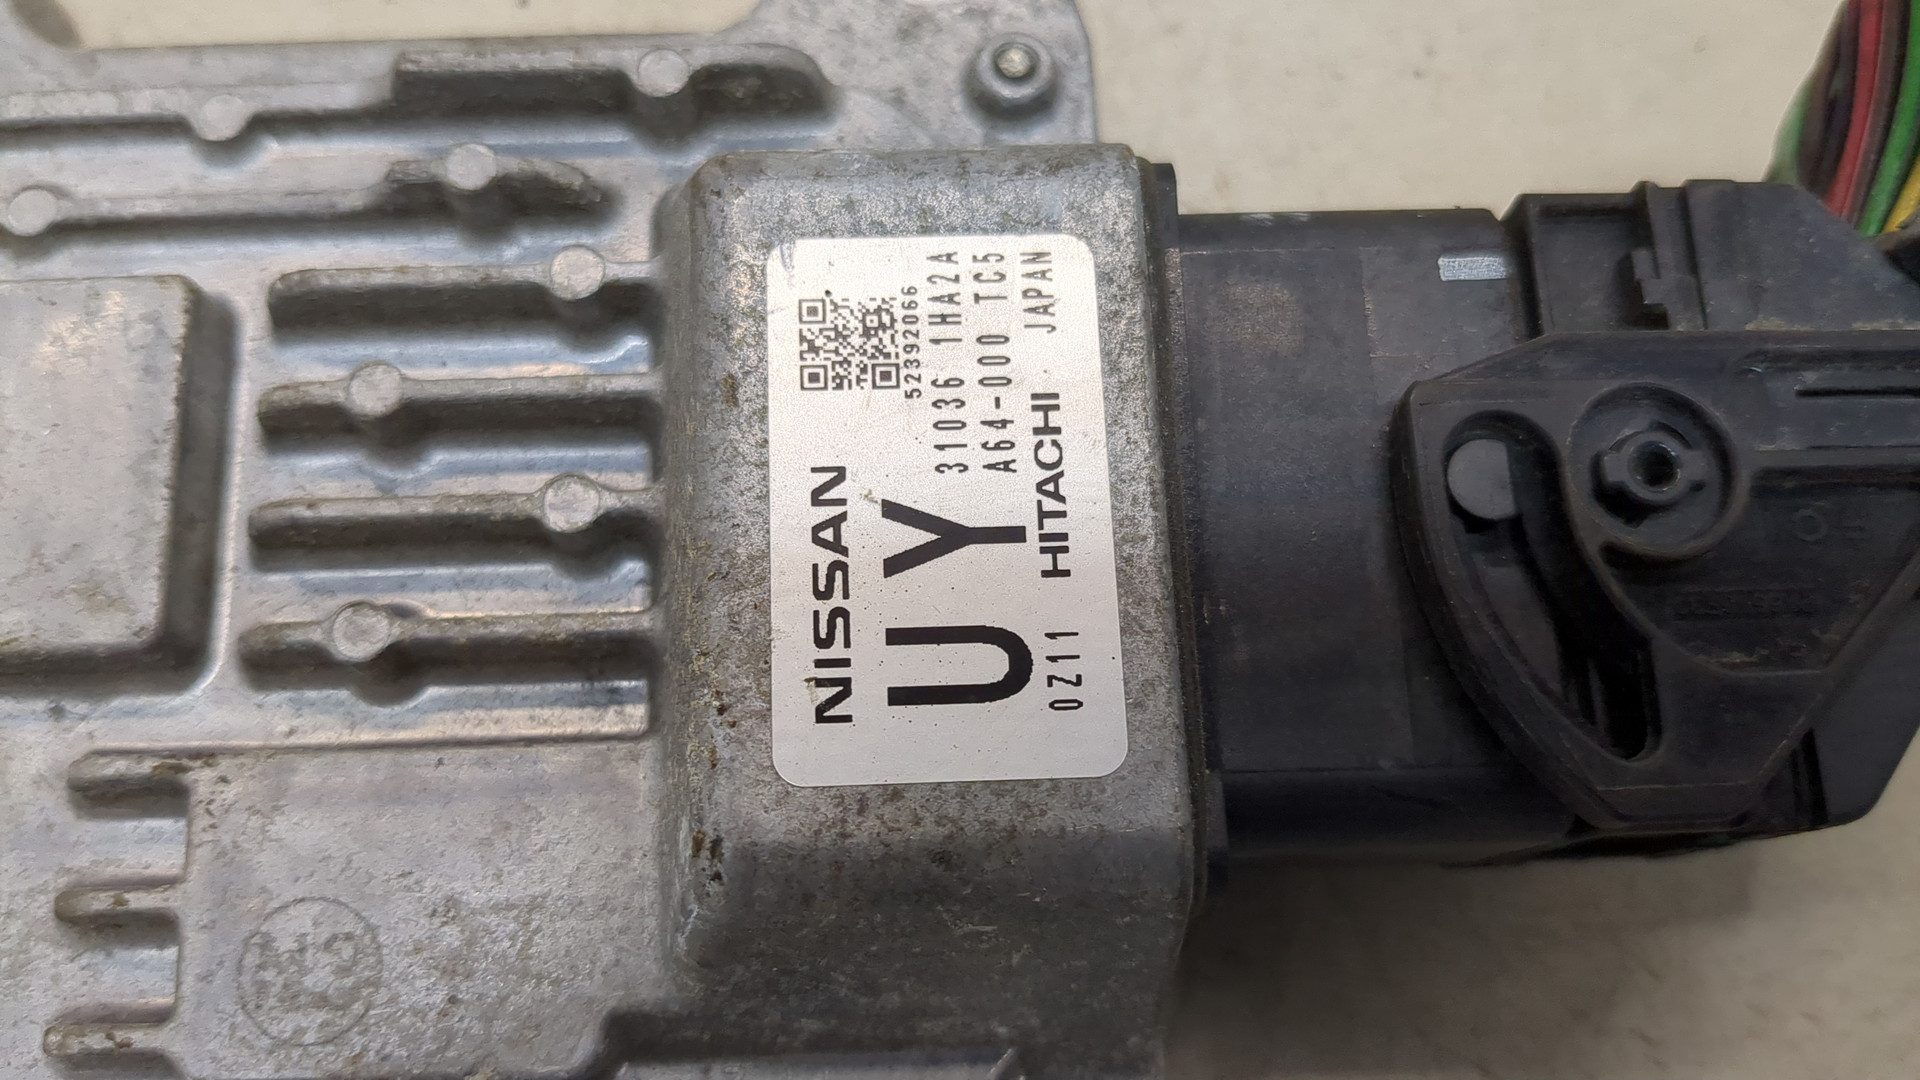 52392066
NISSAN
31036 1HA2A
UY
A64-000 TC5
0Z11 HITACHI JAPAN